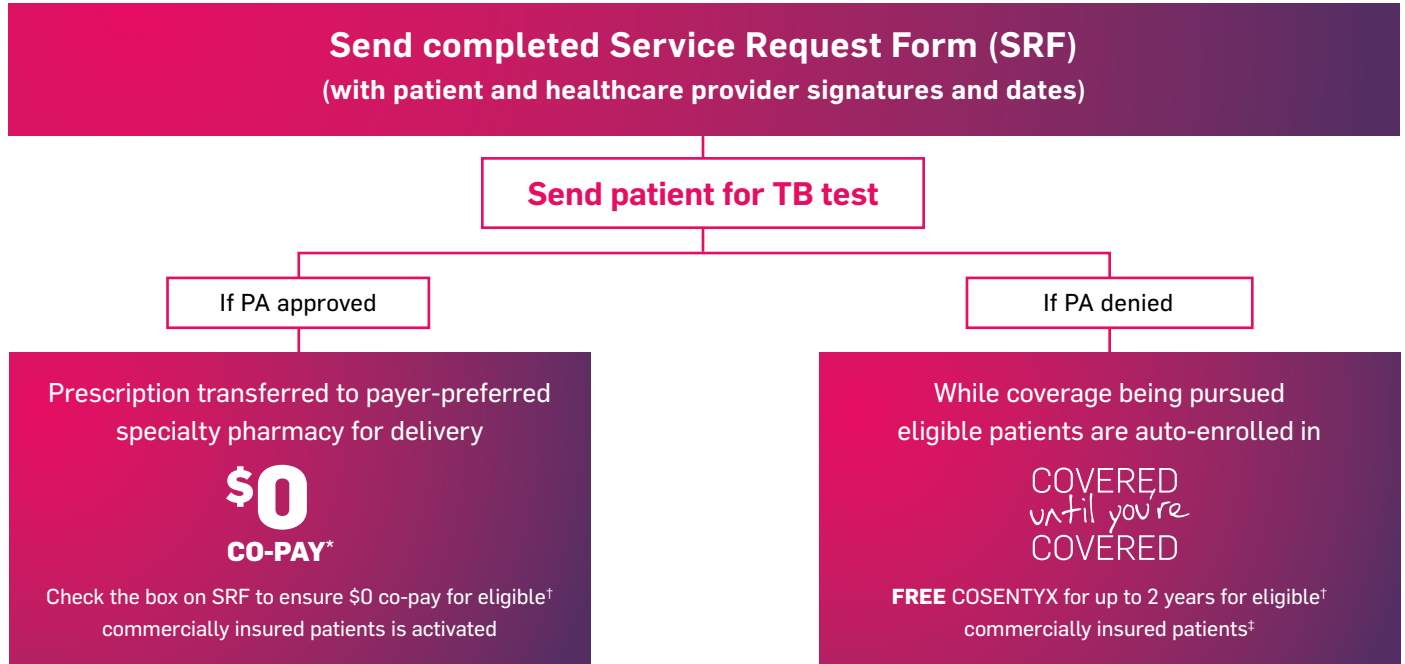 Send completed Service Request Form (SRF)
(with patient and healthcare provider signatures and dates)
Send patient for TB test
If PA approved
If PA denied
Prescription transferred to payer-preferred
specialty pharmacy for delivery
$0
CO-PAY*
Check the box on SRF to ensure $0 co-pay for eligible†
commercially insured patients is activated
While coverage being pursued
eligible patients are auto-enrolled in
COVERED
until you're
COVERED
FREE COSENTYX for up to 2 years for eligible†
commercially insured patients‡